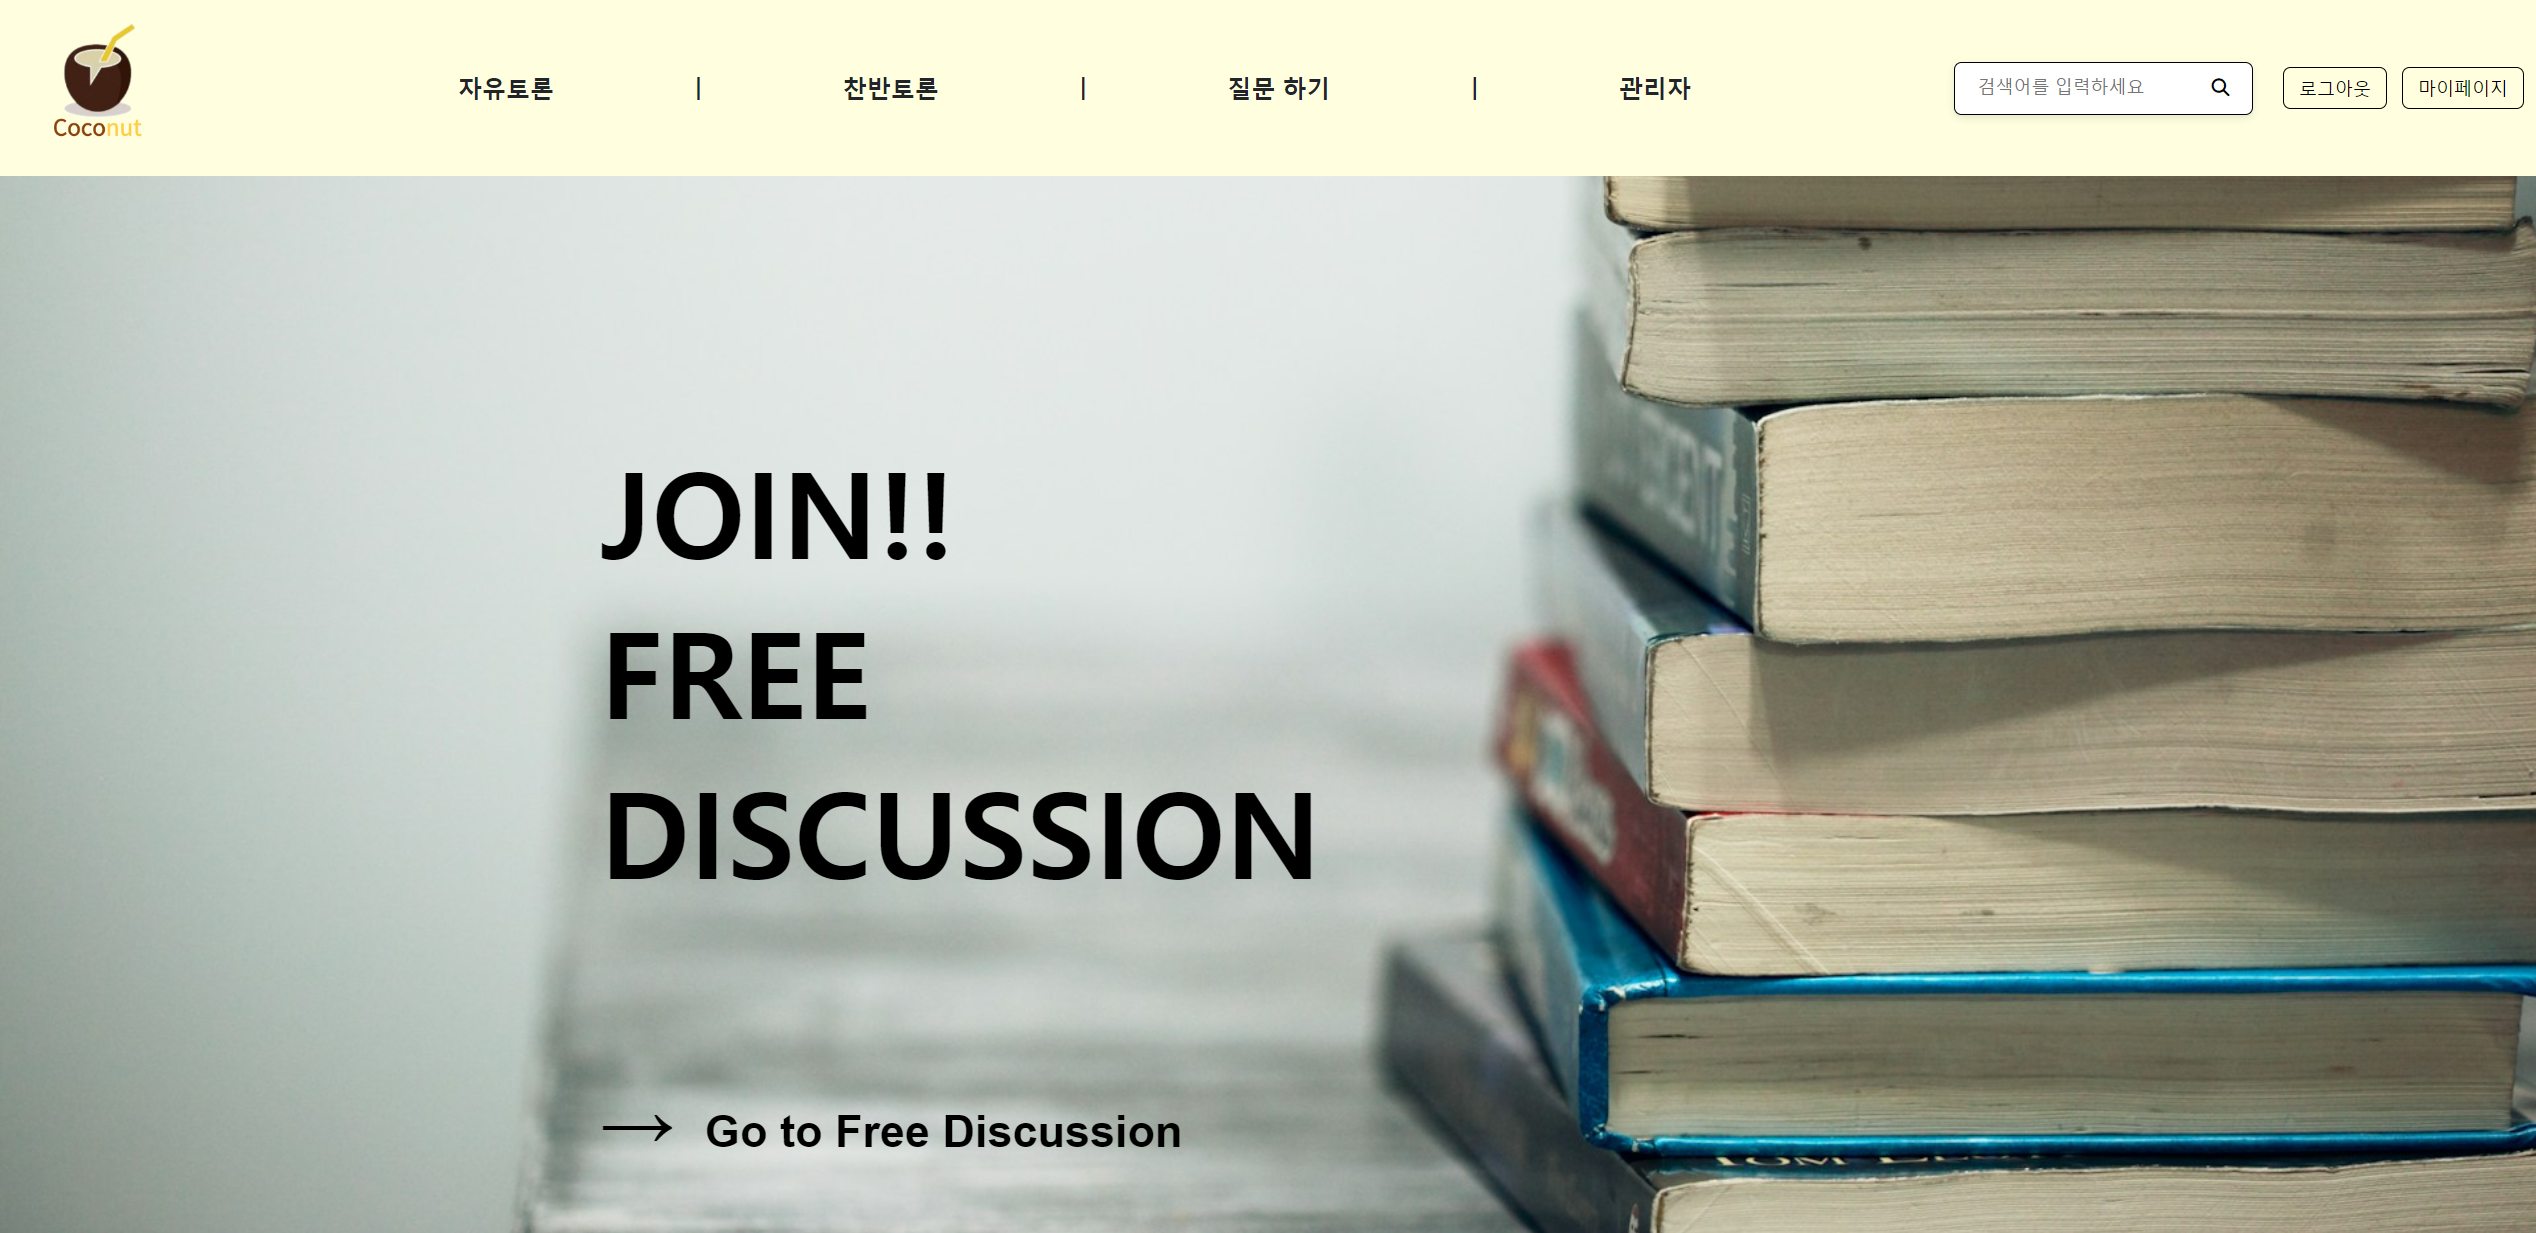 Coconut
자유토론 | 찬반토론 | 질문 하기 | 관리자
검색어를 입력하세요
로그아웃
마이페이지
JOIN!!
FREE
DISCUSSION
→ Go to Free Discussion
TOM